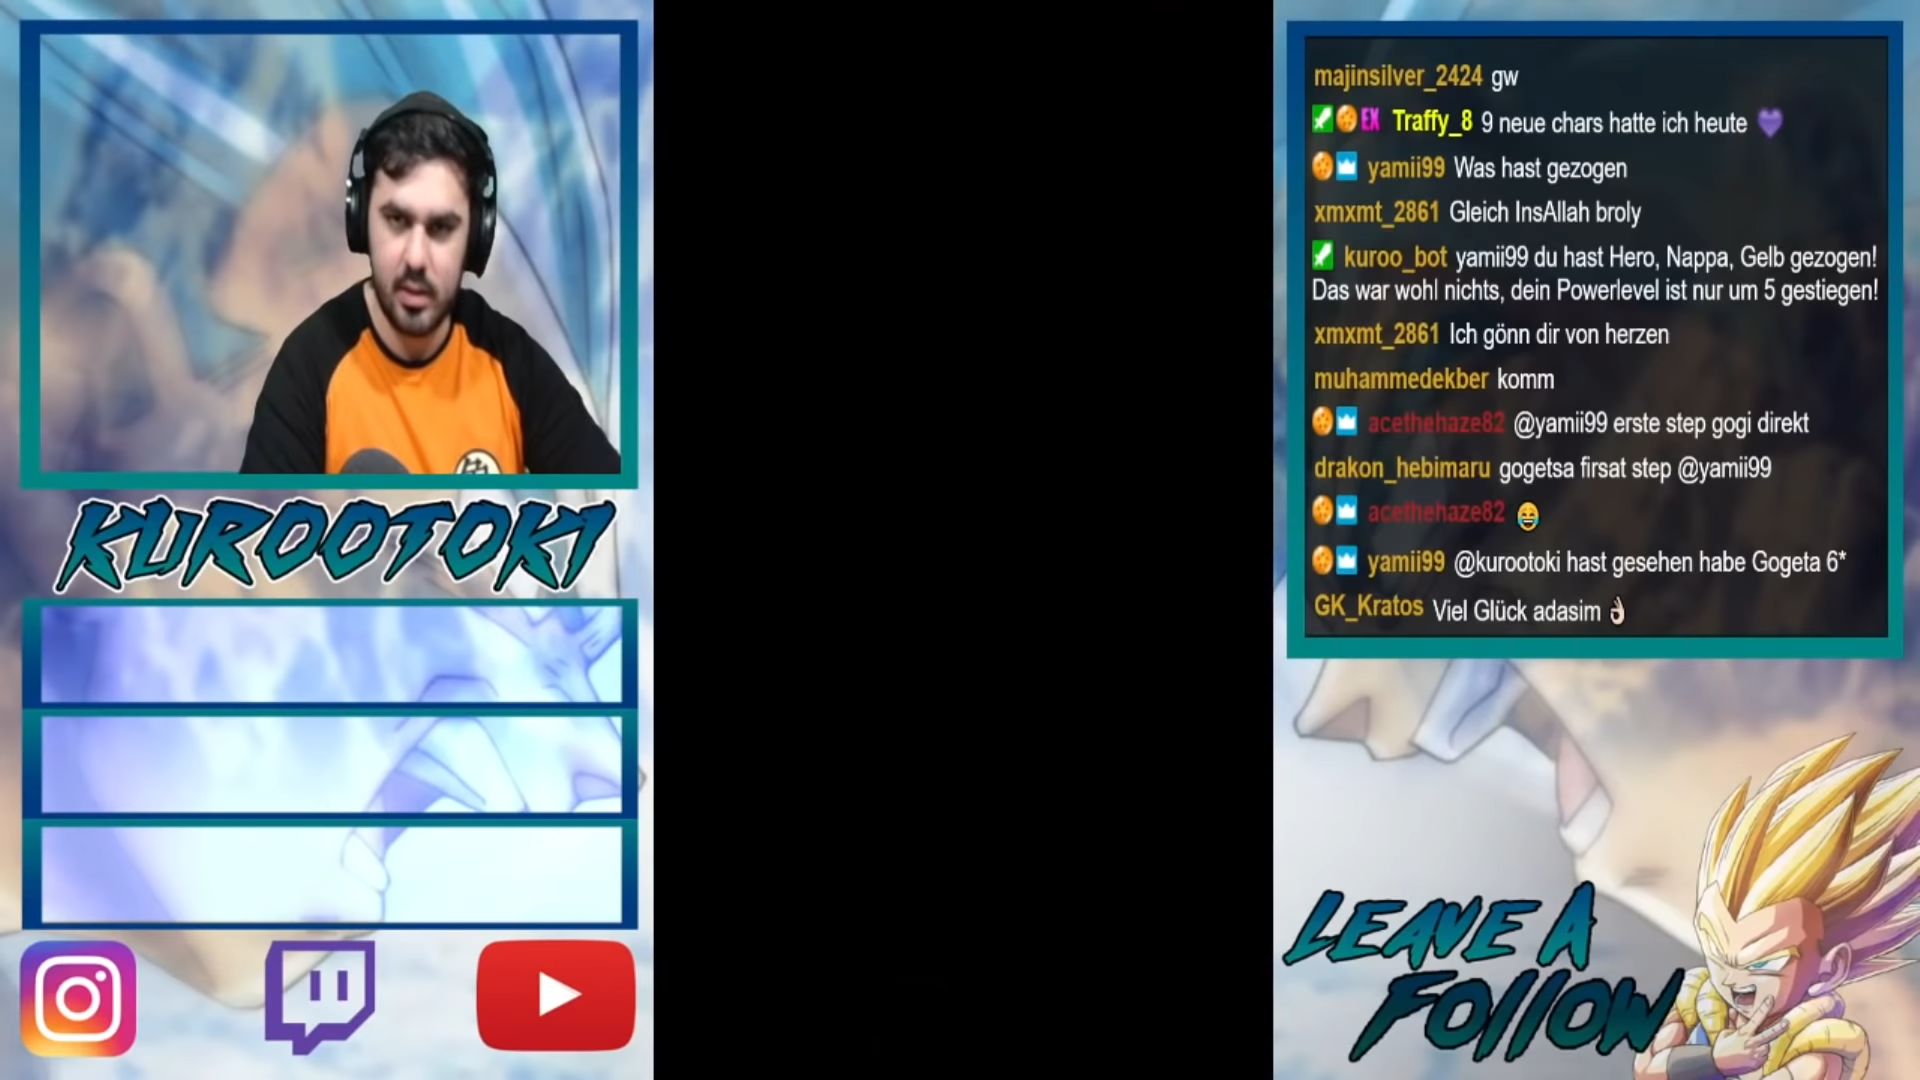 KUROOTOKI
majinsilver_2424 gw
EX Traffy_8 9 neue chars hatte ich heute 💜
yamii99 Was hast gezogen
xmxmt_2861 Gleich InsAllah broly
kuroo_bot yamii99 du hast Hero, Nappa, Gelb gezogen!
Das war wohl nichts, dein Powerlevel ist nur um 5 gestiegen!
xmxmt_2861 Ich gönn dir von herzen
muhammedekber komm
acethehaze82 @yamii99 erste step gogi direkt
drakon_hebimaru gogetsa firsat step @yamii99
acethehaze82 😂
yamii99 @kurootoki hast gesehen habe Gogeta 6*
GK_Kratos Viel Glück adasim 👌🏻
LEAVE A
FOllOW